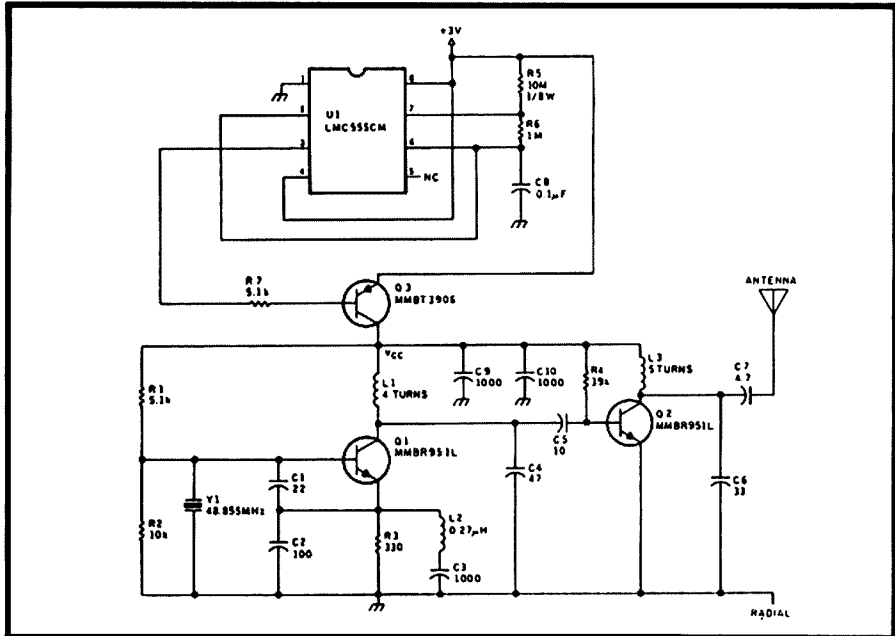 +3V
R5
10M
1/8W
1
8
U1
LMC555CM
2
7
R6
1M
3
6
4
5
NC
C8
0.1µF
R7
5.1k
Q3
MMBT3906
ANTENNA
VCC
L3
5 TURNS
C7
4.7
R1
5.1k
L1
4 TURNS
C9
1000
C10
1000
R4
39k
Q1
MMBR951L
C5
10
Q2
MMBR951L
C1
22
C4
47
C6
33
Y1
48.855MHz
R2
10k
C2
100
R3
330
L2
0.27µH
C3
1000
RADIAL